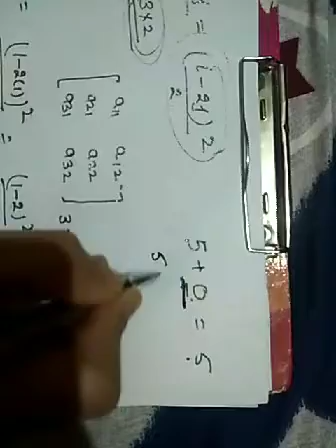 3×2
(i-2j)²
2
[ a₁₁ a₁₂
a₂₁ a₂₂
a₃₁ a₃₂ ] 3
= (1-2(1))² = (1-2)²
5 + 0 = 5
5